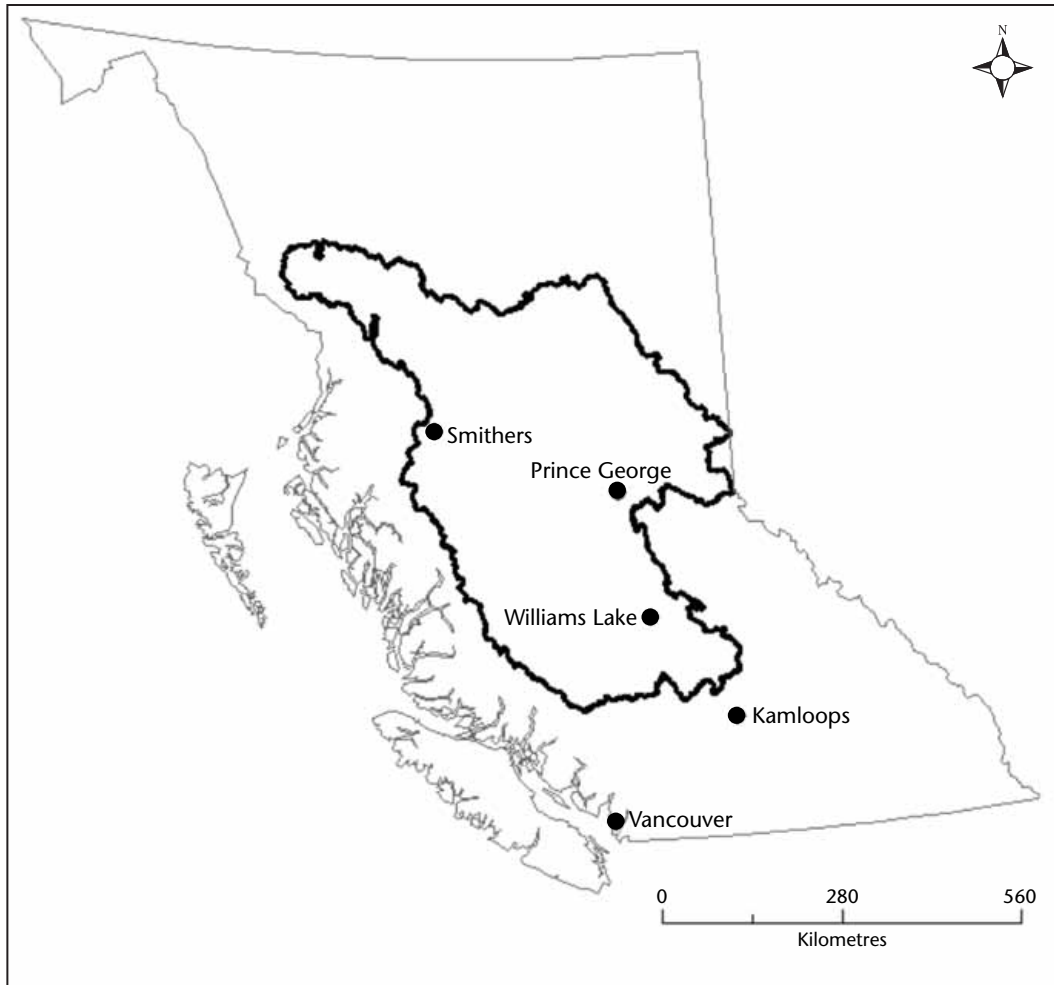 N
Smithers
Prince George
Williams Lake
Kamloops
Vancouver
0 280 560
Kilometres